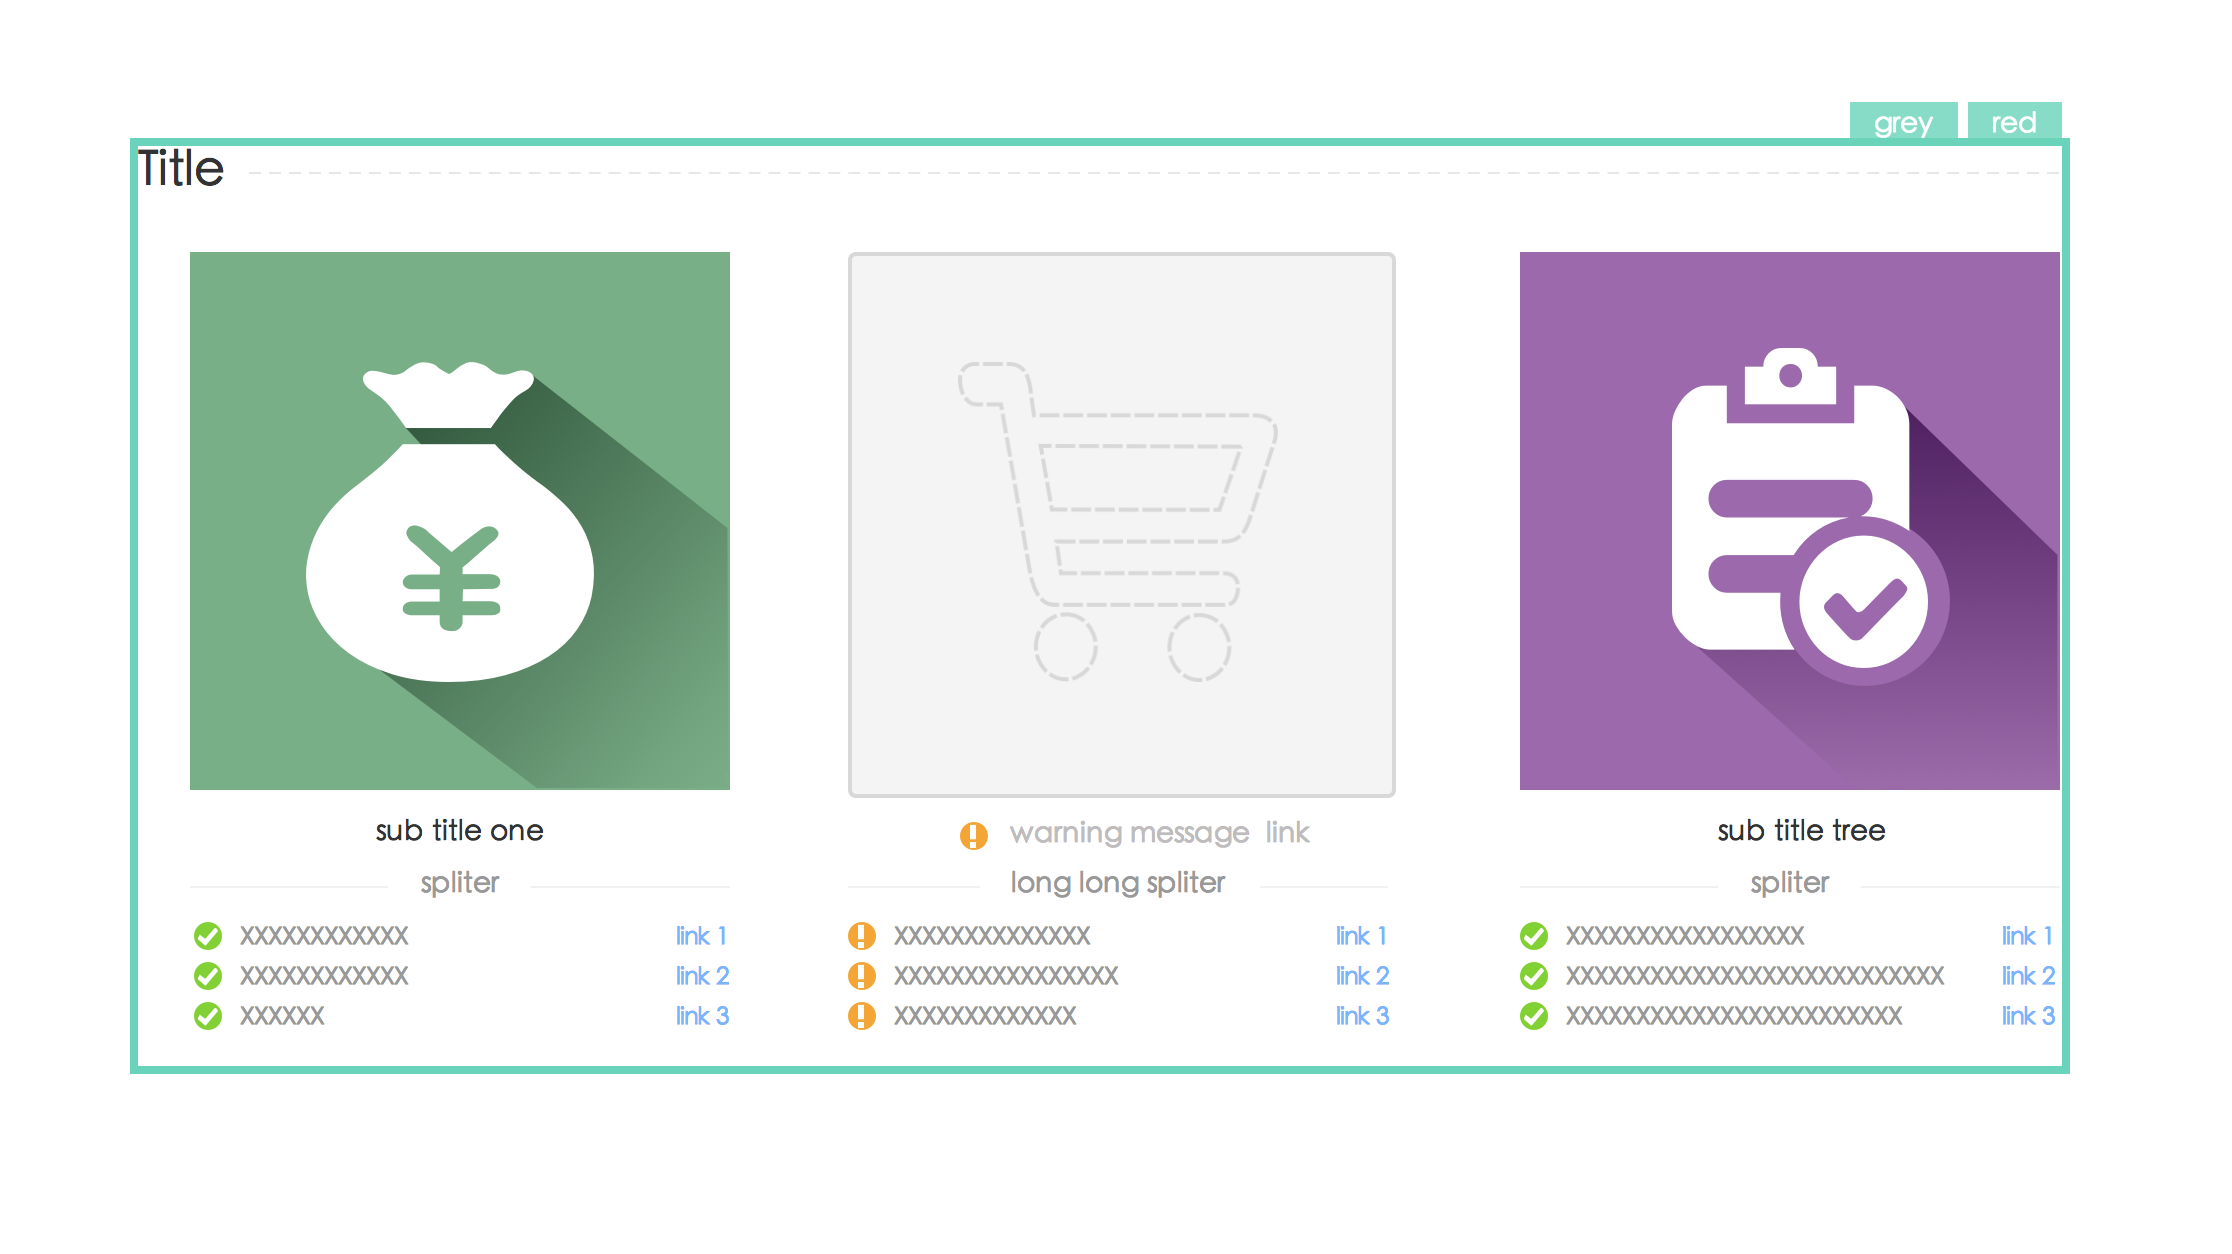 grey red
Title
¥
sub title one
spliter
XXXXXXXXXXXX link 1
XXXXXXXXXXXX link 2
XXXXXX link 3
warning message link
long long spliter
XXXXXXXXXXXXXX link 1
XXXXXXXXXXXXXXXX link 2
XXXXXXXXXXXXX link 3
sub title tree
spliter
XXXXXXXXXXXXXXXXX link 1
XXXXXXXXXXXXXXXXXXXXXXXXXXX link 2
XXXXXXXXXXXXXXXXXXXXXXXX link 3